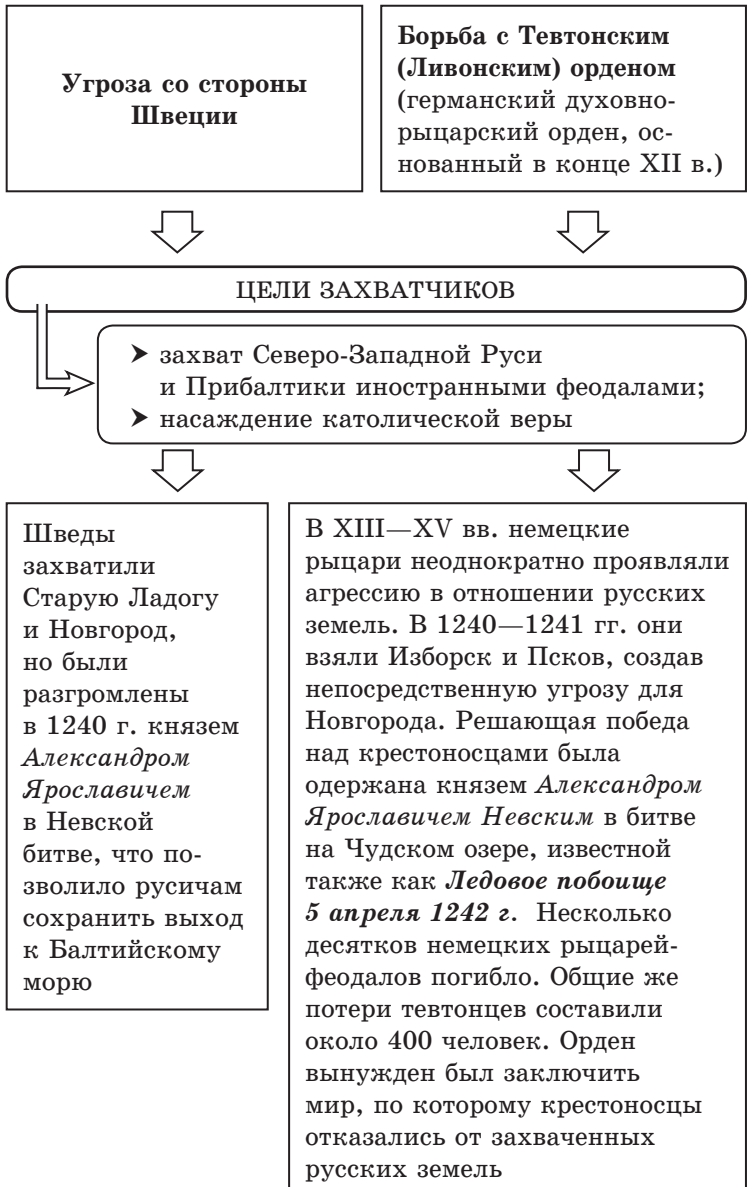 Угроза со стороны
Швеции
Борьба с Тевтонским
(Ливонским) орденом
(германский духовно-
рыцарский орден, ос-
нованный в конце XII в.)
ЦЕЛИ ЗАХВАТЧИКОВ
➤ захват Северо-Западной Руси
и Прибалтики иностранными феодалами;
➤ насаждение католической веры
Шведы
захватили
Старую Ладогу
и Новгород,
но были
разгромлены
в 1240 г. князем
Александром
Ярославичем
в Невской
битве, что по-
зволило русичам
сохранить выход
к Балтийскому
морю
В XIII—XV вв. немецкие
рыцари неоднократно проявляли
агрессию в отношении русских
земель. В 1240—1241 гг. они
взяли Изборск и Псков, создав
непосредственную угрозу для
Новгорода. Решающая победа
над крестоносцами была
одержана князем Александром
Ярославичем Невским в битве
на Чудском озере, известной
также как Ледовое побоище
5 апреля 1242 г. Несколько
десятков немецких рыцарей-
феодалов погибло. Общие же
потери тевтонцев составили
около 400 человек. Орден
вынужден был заключить
мир, по которому крестоносцы
отказались от захваченных
русских земель